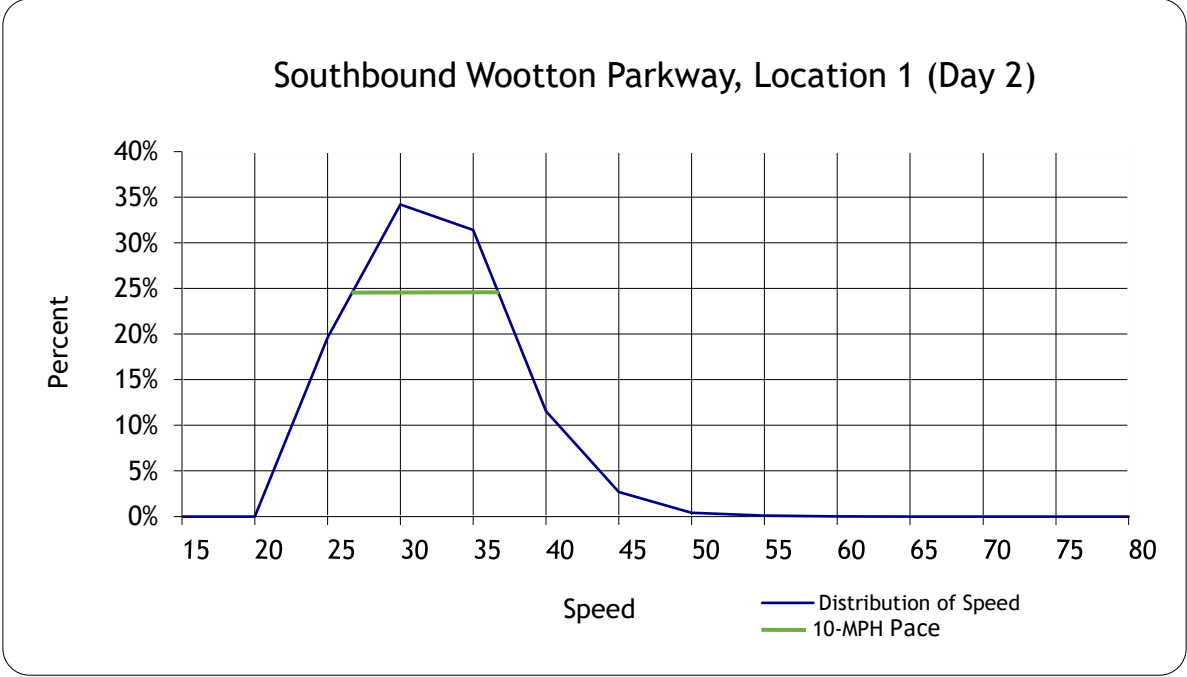 Southbound Wootton Parkway, Location 1 (Day 2)
40%
35%
30%
25%
20%
15%
10%
5%
0%
Percent
15 20 25 30 35 40 45 50 55 60 65 70 75 80
Speed
Distribution of Speed
10-MPH Pace